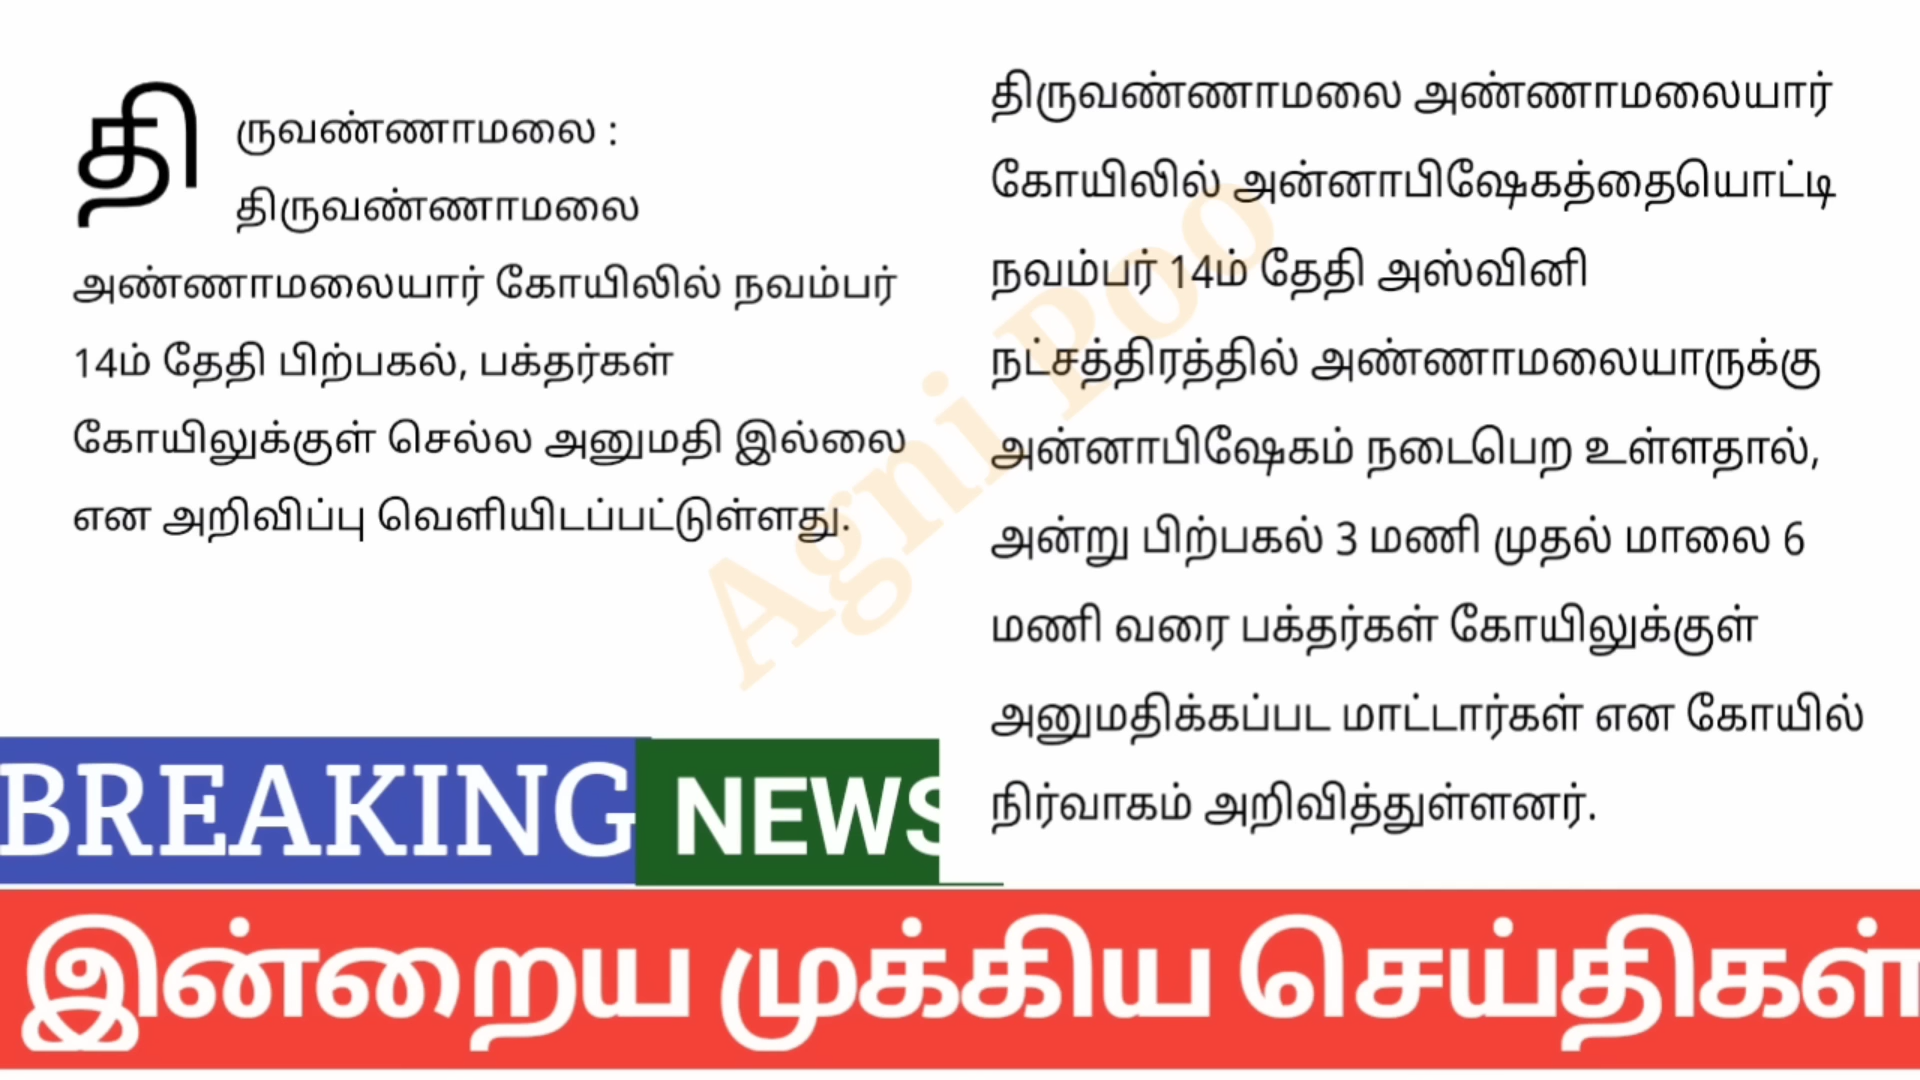 திருவண்ணாமலை :
திருவண்ணாமலை
அண்ணாமலையார் கோயிலில் நவம்பர்
14ம் தேதி பிற்பகல், பக்தர்கள்
கோயிலுக்குள் செல்ல அனுமதி இல்லை
என அறிவிப்பு வெளியிடப்பட்டுள்ளது.
திருவண்ணாமலை அண்ணாமலையார்
கோயிலில் அன்னாபிஷேகத்தையொட்டி
நவம்பர் 14ம் தேதி அஸ்வினி
நட்சத்திரத்தில் அண்ணாமலையாருக்கு
அன்னாபிஷேகம் நடைபெற உள்ளதால்,
அன்று பிற்பகல் 3 மணி முதல் மாலை 6
மணி வரை பக்தர்கள் கோயிலுக்குள்
அனுமதிக்கப்பட மாட்டார்கள் என கோயில்
நிர்வாகம் அறிவித்துள்ளனர்.
Agni Poo
BREAKING NEWS
இன்றைய முக்கிய செய்திகள்